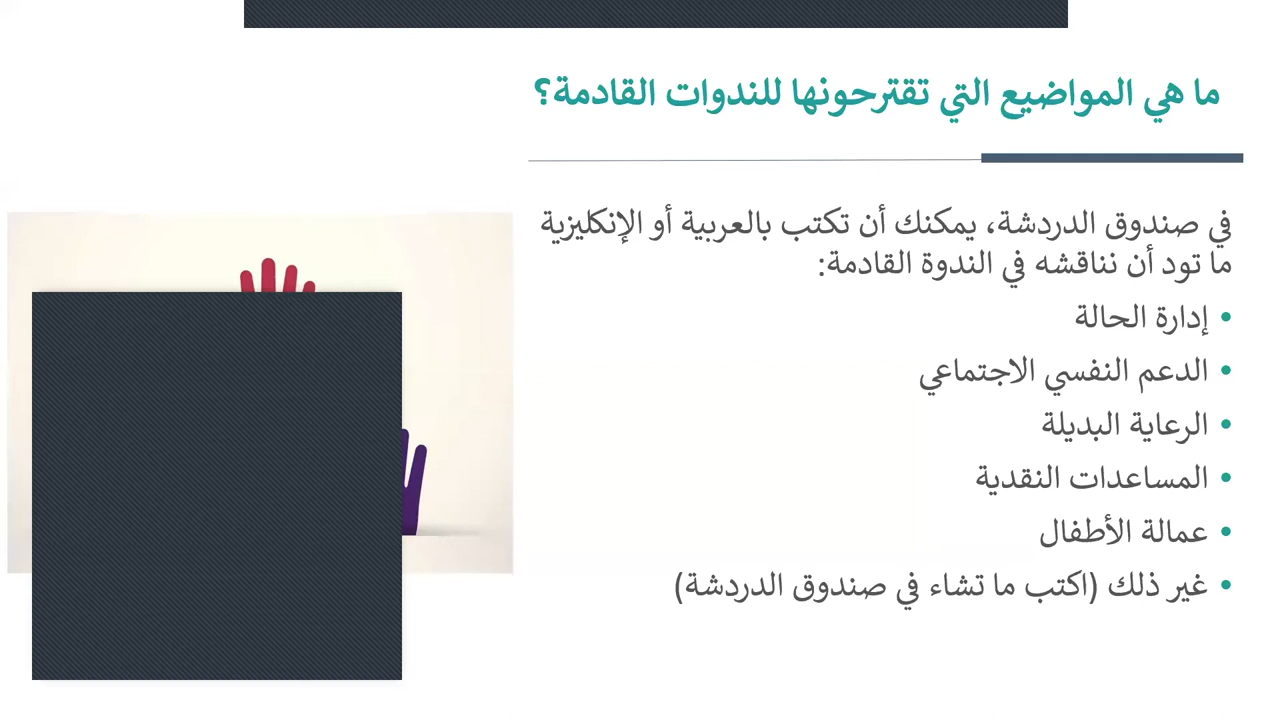 ما هي المواضيع التي تقترحونها للندوات القادمة؟
في صندوق الدردشة، يمكنك أن تكتب بالعربية أو الإنكليزية
ما تود أن نناقشه في الندوة القادمة:
• إدارة الحالة
• الدعم النفسي الاجتماعي
• الرعاية البديلة
• المساعدات النقدية
• عمالة الأطفال
• غير ذلك (اكتب ما تشاء في صندوق الدردشة)